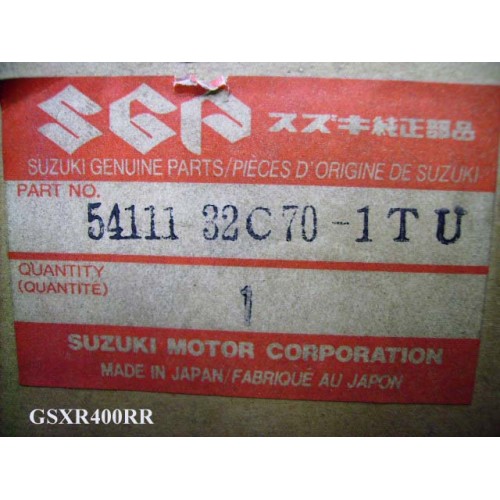 SGP スズキ純正部品
SUZUKI GENUINE PARTS/PIÈCES D'ORIGINE DE SUZUKI
PART NO.
54111 32C70-1TU
QUANTITY
(QUANTITÉ)
1
SUZUKI MOTOR CORPORATION
MADE IN JAPAN/FABRIQUÉ AU JAPON
GSXR400RR